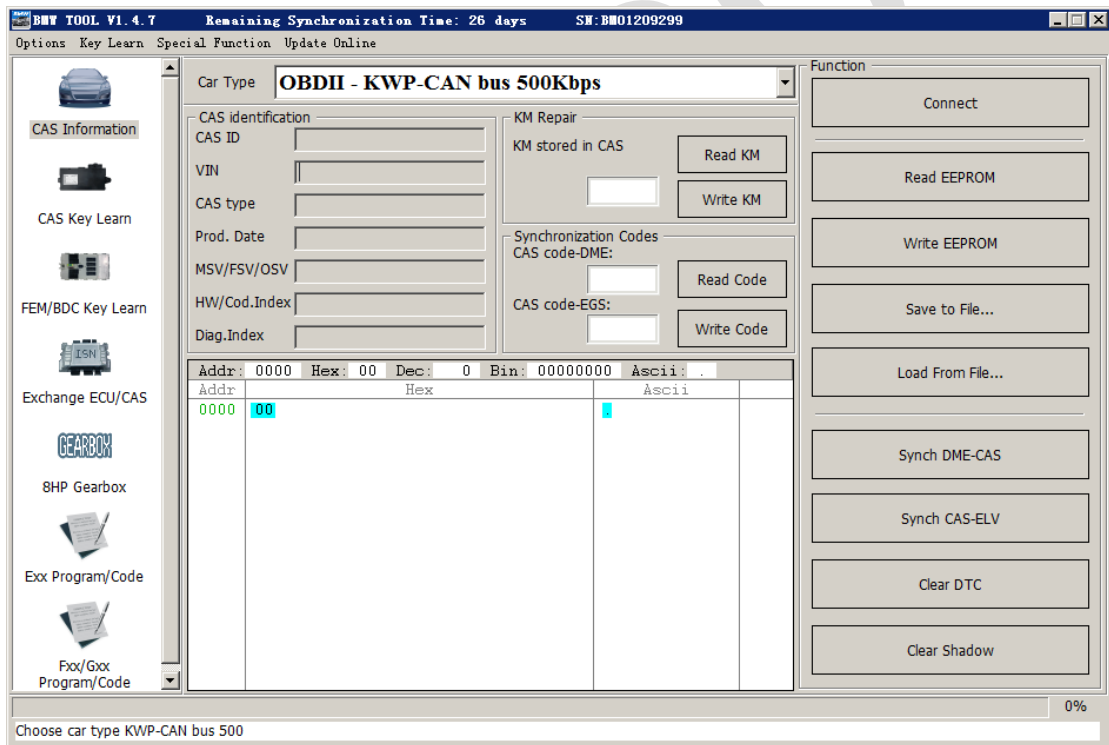 BMW TOOL V1.4.7 Remaining Synchronization Time: 26 days SN:BM01209299
Options Key Learn Special Function Update Online
CAS Information
CAS Key Learn
FEM/BDC Key Learn
ISN
Exchange ECU/CAS
GEARBOX
8HP Gearbox
Exx Program/Code
Fxx/Gxx
Program/Code
Car Type OBDII - KWP-CAN bus 500Kbps
CAS identification
CAS ID
VIN
CAS type
Prod. Date
MSV/FSV/OSV
HW/Cod.Index
Diag.Index
KM Repair
KM stored in CAS
Read KM
Write KM
Synchronization Codes
CAS code-DME:
Read Code
CAS code-EGS:
Write Code
Addr: 0000 Hex: 00 Dec: 0 Bin: 00000000 Ascii: .
Addr Hex Ascii
0000 00 .
Function
Connect
Read EEPROM
Write EEPROM
Save to File...
Load From File...
Synch DME-CAS
Synch CAS-ELV
Clear DTC
Clear Shadow
0%
Choose car type KWP-CAN bus 500